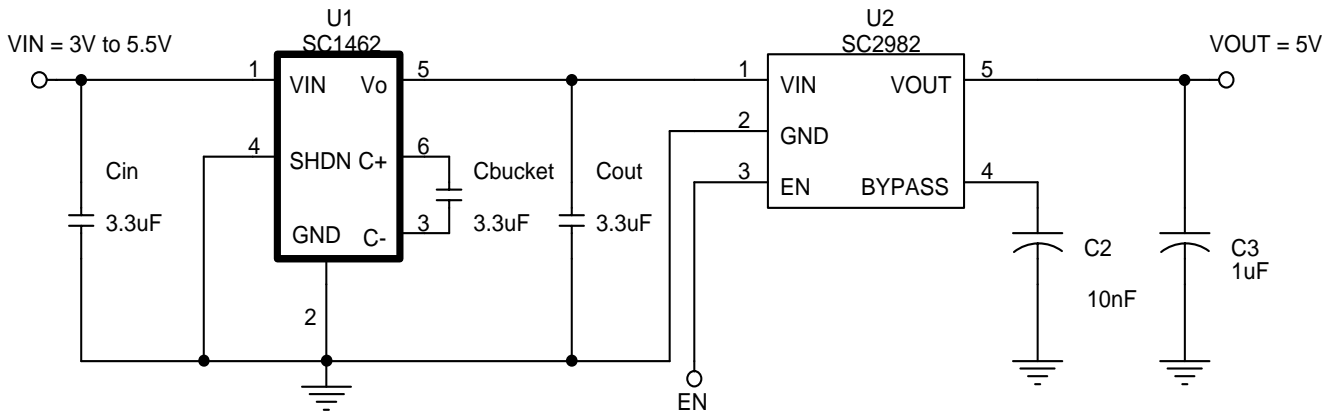 U1
SC1462
U2
SC2982
VIN = 3V to 5.5V
VOUT = 5V
1
VIN
Vo
5
1
VIN
VOUT
5
2
GND
4
SHDN
C+
6
Cin
3.3uF
Cbucket
3.3uF
Cout
3.3uF
3
EN
BYPASS
4
GND
C-
3
C2
10nF
C3
1uF
2
EN